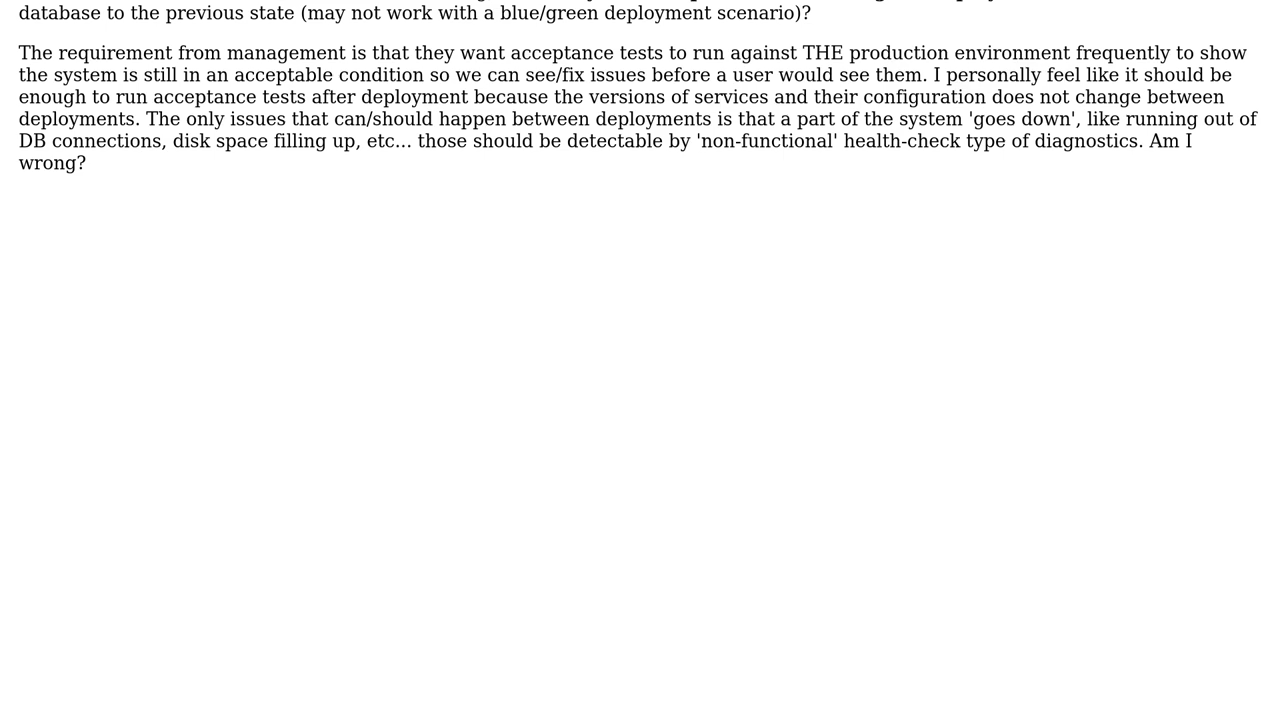 database to the previous state (may not work with a blue/green deployment scenario)?
The requirement from management is that they want acceptance tests to run against THE production environment frequently to show
the system is still in an acceptable condition so we can see/fix issues before a user would see them. I personally feel like it should be
enough to run acceptance tests after deployment because the versions of services and their configuration does not change between
deployments. The only issues that can/should happen between deployments is that a part of the system 'goes down', like running out of
DB connections, disk space filling up, etc... those should be detectable by 'non-functional' health-check type of diagnostics. Am I
wrong?